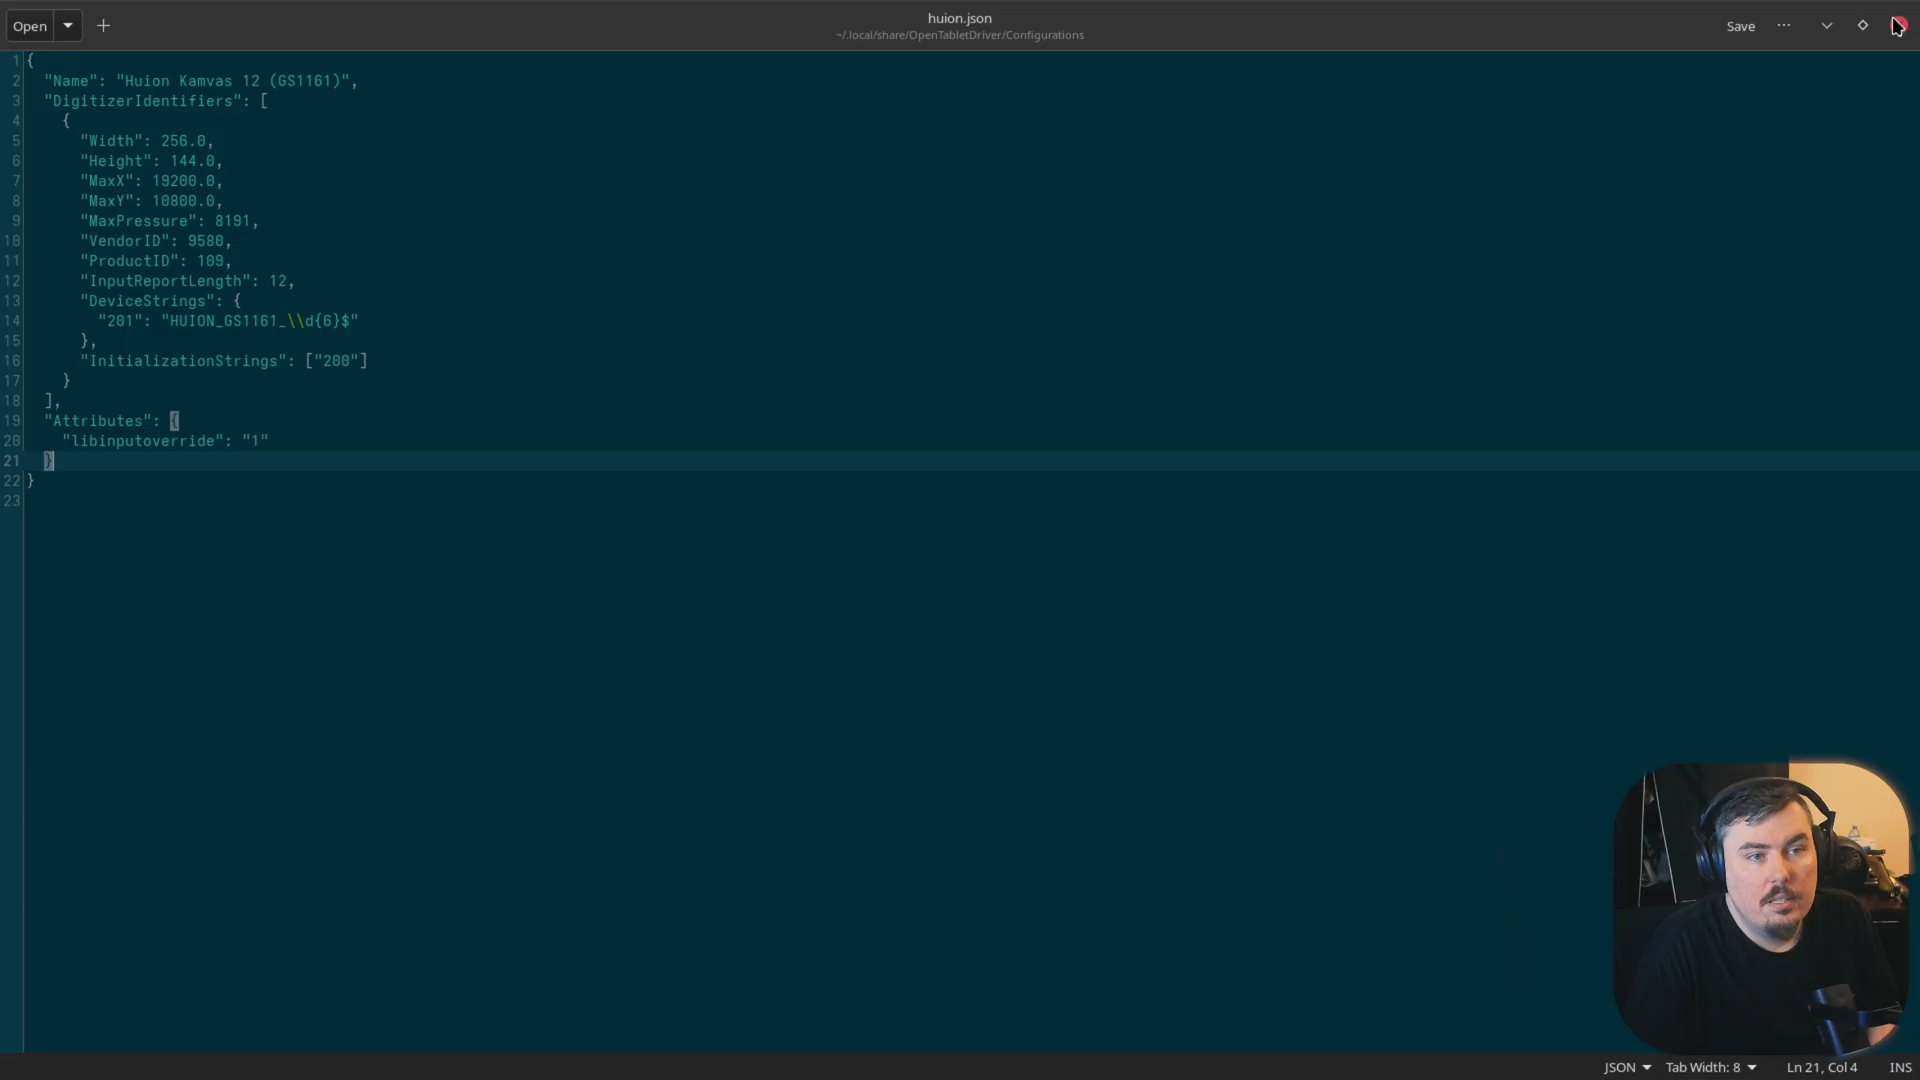 Open
huion.json
~/.local/share/OpenTabletDriver/Configurations
Save
1 {
2 "Name": "Huion Kamvas 12 (GS1161)",
3 "DigitizerIdentifiers": [
4 {
5 "Width": 256.0,
6 "Height": 144.0,
7 "MaxX": 19200.0,
8 "MaxY": 10800.0,
9 "MaxPressure": 8191,
10 "VendorID": 9580,
11 "ProductID": 109,
12 "InputReportLength": 12,
13 "DeviceStrings": {
14 "201": "HUION_GS1161_\\d{6}$"
15 },
16 "InitializationStrings": ["200"]
17 }
18 ],
19 "Attributes": {
20 "libinputoverride": "1"
21 }
22 }
23
JSON Tab Width: 8 Ln 21, Col 4 INS